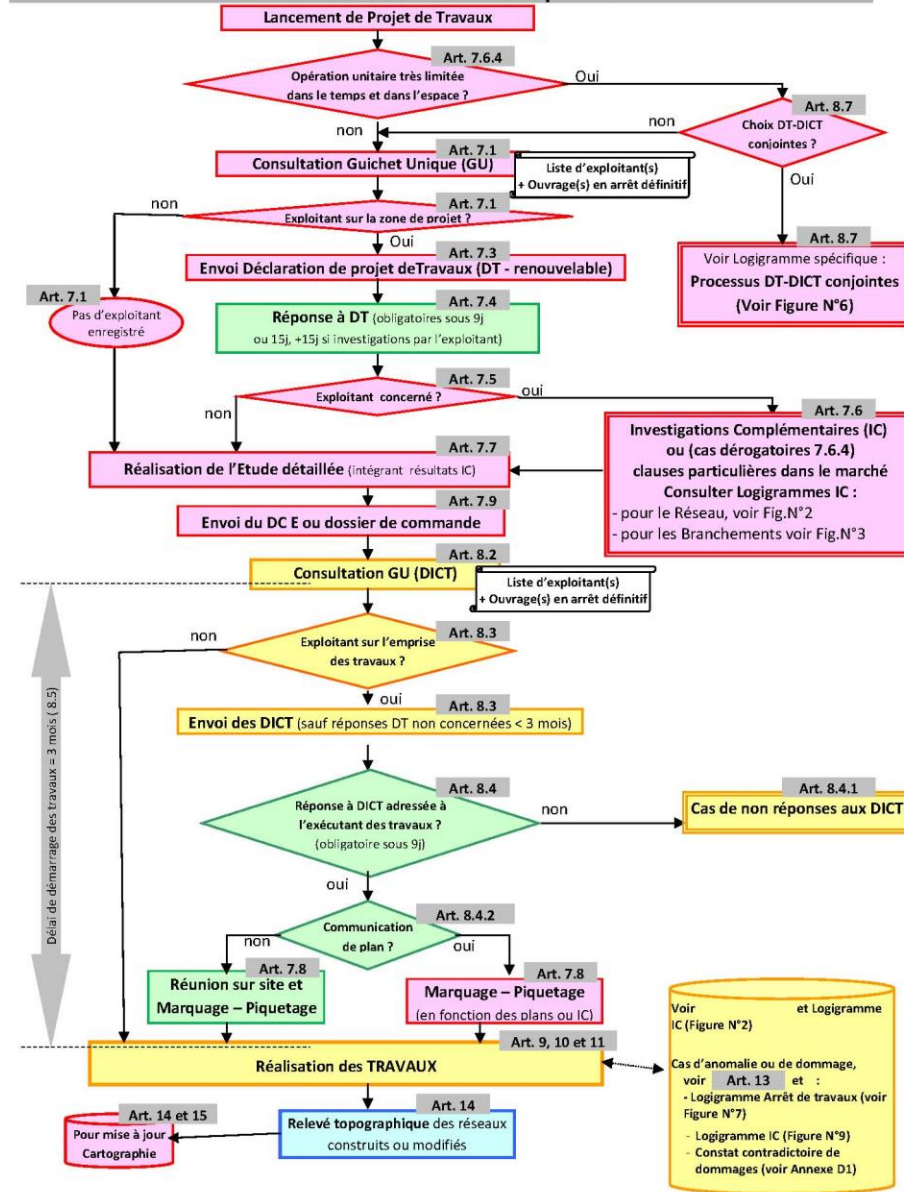 Lancement de Projet de Travaux
Art. 7.6.4
Opération unitaire très limitée
dans le temps et dans l'espace ?
Oui
non
non
Art. 8.7
Choix DT-DICT
conjointes ?
Oui
Art. 7.1
Consultation Guichet Unique (GU)
Liste d'exploitant(s)
+ Ouvrage(s) en arrêt définitif
Art. 7.1
Exploitant sur la zone de projet ?
non
Oui
Art. 8.7
Voir Logigramme spécifique :
Processus DT-DICT conjointes
(Voir Figure N°6)
Art. 7.3
Envoi Déclaration de projet deTravaux (DT - renouvelable)
Art. 7.1
Pas d'exploitant
enregistré
Art. 7.4
Réponse à DT (obligatoires sous 9j
ou 15j, +15j si investigations par l'exploitant)
Art. 7.5
Exploitant concerné ?
non
oui
Art. 7.6
Investigations Complémentaires (IC)
ou (cas dérogatoires 7.6.4)
clauses particulières dans le marché
Consulter Logigrammes IC :
- pour le Réseau, voir Fig.N°2
- pour les Branchements voir Fig.N°3
Art. 7.7
Réalisation de l'Etude détaillée (intégrant résultats IC)
Art. 7.9
Envoi du DC E ou dossier de commande
Art. 8.2
Consultation GU (DICT)
Liste d'exploitant(s)
+ Ouvrage(s) en arrêt définitif
Délai de démarrage des travaux = 3 mois ( 8.5)
Art. 8.3
Exploitant sur l'emprise
des travaux ?
non
oui
Art. 8.3
Envoi des DICT (sauf réponses DT non concernées < 3 mois)
Art. 8.4
Réponse à DICT adressée à
l'exécutant des travaux ?
(obligatoire sous 9j)
non
oui
Art. 8.4.1
Cas de non réponses aux DICT
Art. 8.4.2
Communication
de plan ?
non
oui
Art. 7.8
Réunion sur site et
Marquage – Piquetage
Art. 7.8
Marquage – Piquetage
(en fonction des plans ou IC)
Art. 9, 10 et 11
Réalisation des TRAVAUX
Voir et Logigramme
IC (Figure N°2)
Cas d'anomalie ou de dommage,
voir Art. 13 et :
- Logigramme Arrêt de travaux (voir
Figure N°7)
- Logigramme IC (Figure N°9)
- Constat contradictoire de
dommages (voir Annexe D1)
Art. 14
Relevé topographique des réseaux
construits ou modifiés
Art. 14 et 15
Pour mise à jour
Cartographie